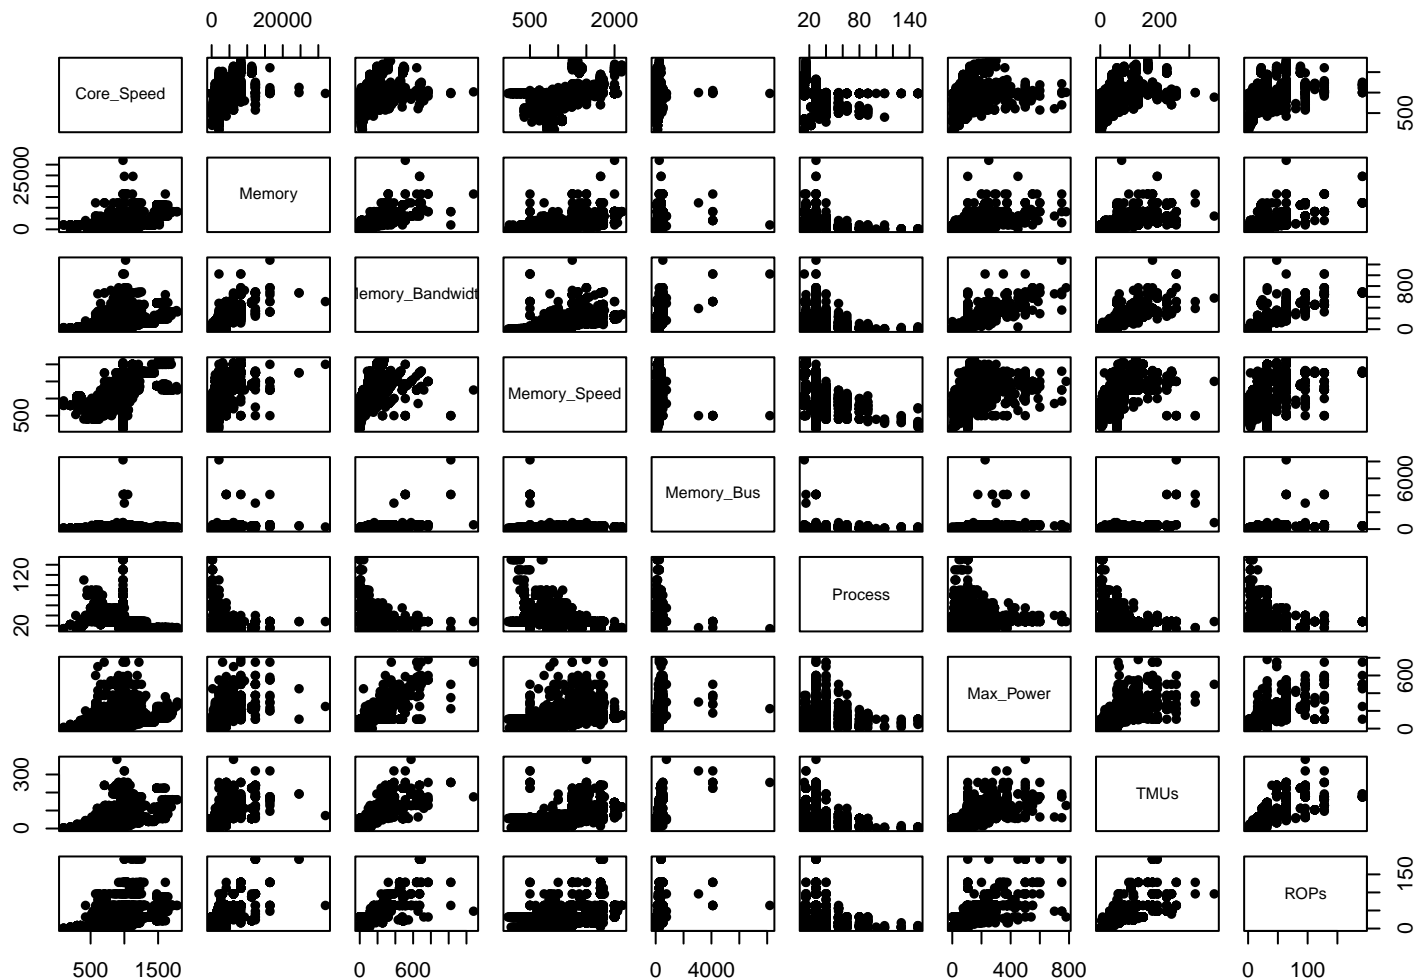 0 20000 500 2000 20 80 140 0 200
Core_Speed 500
25000 0 Memory
Memory_Bandwidt 0 800
500 Memory_Speed
Memory_Bus 0 6000
20 120 Process
Max_Power 0 600
0 300 TMUs
ROPs 0 150
500 1500 0 600 0 4000 0 400 800 0 100